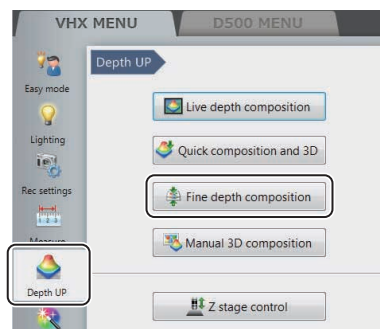 VHX MENU
D500 MENU
Depth UP
Easy mode
Lighting
Rec settings
Measure
Depth UP
Live depth composition
Quick composition and 3D
Fine depth composition
Manual 3D composition
Z stage control